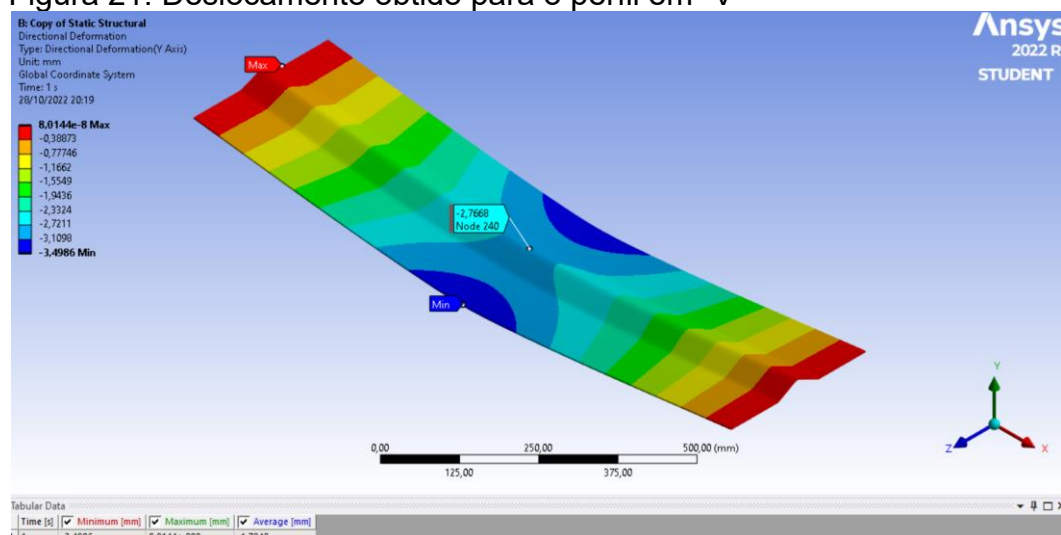 Figura 21: Deslocamento obtido para o perfil em "V"
B: Copy of Static Structural
Directional Deformation
Type: Directional Deformation(Y Axis)
Unit: mm
Global Coordinate System
Time: 1 s
28/10/2022 20:19
8,0144e-8 Max
-0,38873
-0,77746
-1,1662
-1,5549
-1,9436
-2,3324
-2,7211
-3,1098
-3,4986 Min
Ansys
2022 R
STUDENT
Max
-2,7668
Node 240
Min
Y
Z
X
0,00
250,00
500,00 (mm)
125,00
375,00
Tabular Data
Time [s] Minimum [mm] Maximum [mm] Average [mm]